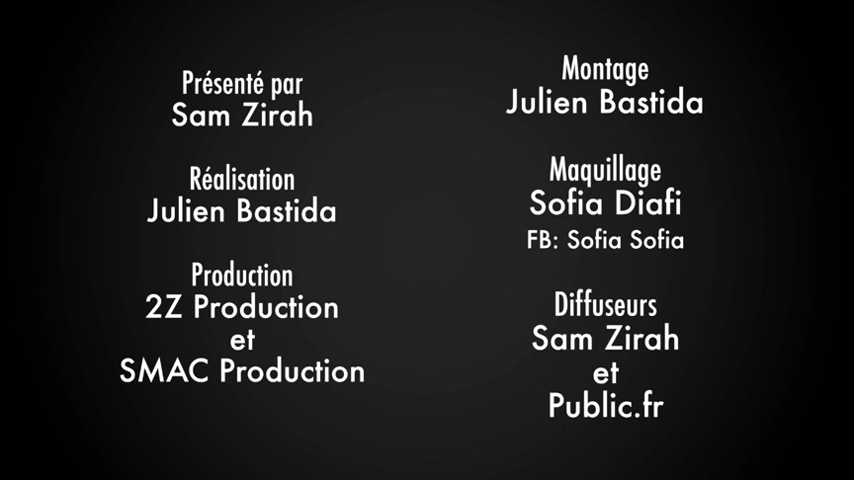 Présenté par
Sam Zirah
Réalisation
Julien Bastida
Production
2Z Production
et
SMAC Production
Montage
Julien Bastida
Maquillage
Sofia Diafi
FB: Sofia Sofia
Diffuseurs
Sam Zirah
et
Public.fr